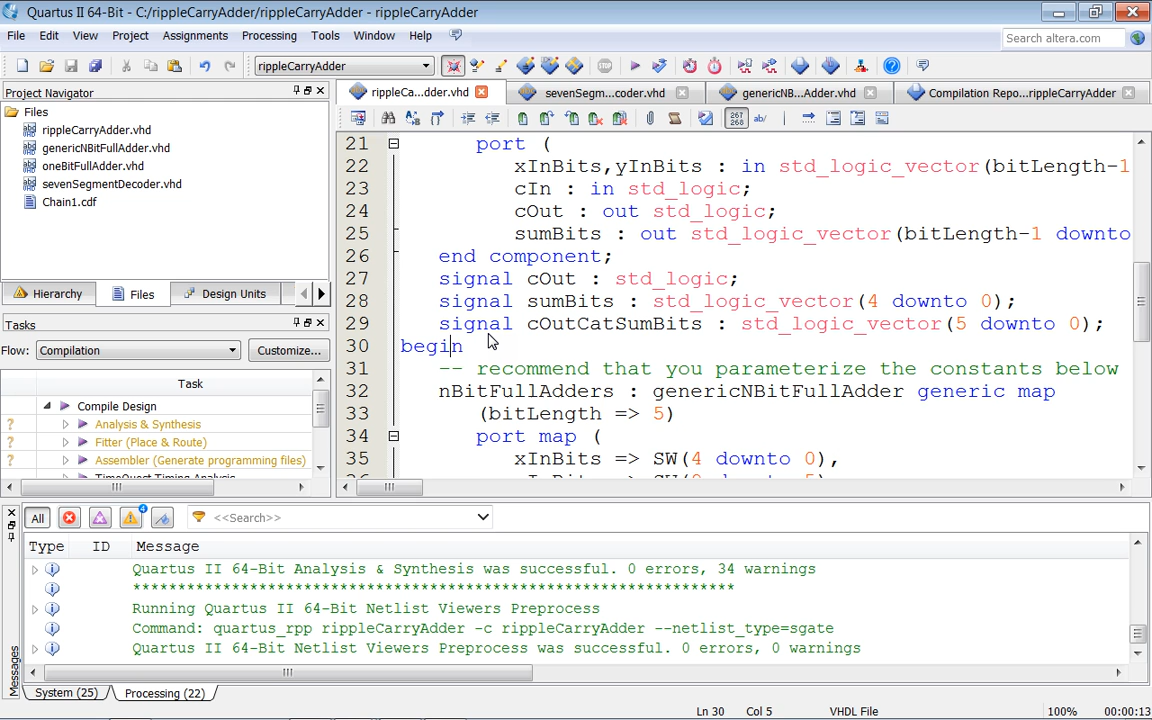 Quartus II 64-Bit - C:/rippleCarryAdder/rippleCarryAdder - rippleCarryAdder
File Edit View Project Assignments Processing Tools Window Help
Search altera.com
rippleCarryAdder
Project Navigator
Files
rippleCarryAdder.vhd
genericNBitFullAdder.vhd
oneBitFullAdder.vhd
sevenSegmentDecoder.vhd
Chain1.cdf
Hierarchy Files Design Units
Tasks
Flow: Compilation Customize...
Task
Compile Design
? Analysis & Synthesis
? Fitter (Place & Route)
? Assembler (Generate programming files)
rippleCa...dder.vhd sevenSegm...coder.vhd genericNB...Adder.vhd Compilation Repo...rippleCarryAdder
267 268 ab/
21 port (
22 xInBits,yInBits : in std_logic_vector(bitLength-1
23 cIn : in std_logic;
24 cOut : out std_logic;
25 sumBits : out std_logic_vector(bitLength-1 downto
26 end component;
27 signal cOut : std_logic;
28 signal sumBits : std_logic_vector(4 downto 0);
29 signal cOutCatSumBits : std_logic_vector(5 downto 0);
30 begin
31 -- recommend that you parameterize the constants below
32 nBitFullAdders : genericNBitFullAdder generic map
33 (bitLength => 5)
34 port map (
35 xInBits => SW(4 downto 0),
All 4 <<Search>>
Type ID Message
Quartus II 64-Bit Analysis & Synthesis was successful. 0 errors, 34 warnings
*******************************************************************
Running Quartus II 64-Bit Netlist Viewers Preprocess
Command: quartus_rpp rippleCarryAdder -c rippleCarryAdder --netlist_type=sgate
Quartus II 64-Bit Netlist Viewers Preprocess was successful. 0 errors, 0 warnings
Messages
System (25) Processing (22)
Ln 30 Col 5 VHDL File 100% 00:00:13